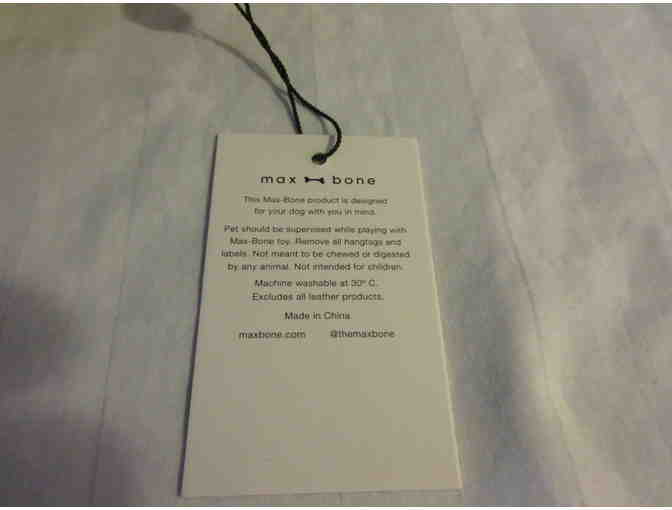 max bone
This Max-Bone product is designed
for your dog with you in mind.
Pet should be supervised while playing with
Max-Bone toy. Remove all hangtags and
labels. Not meant to be chewed or digested
by any animal. Not intended for children.
Machine washable at 30º C.
Excludes all leather products.
Made in China
maxbone.com @themaxbone